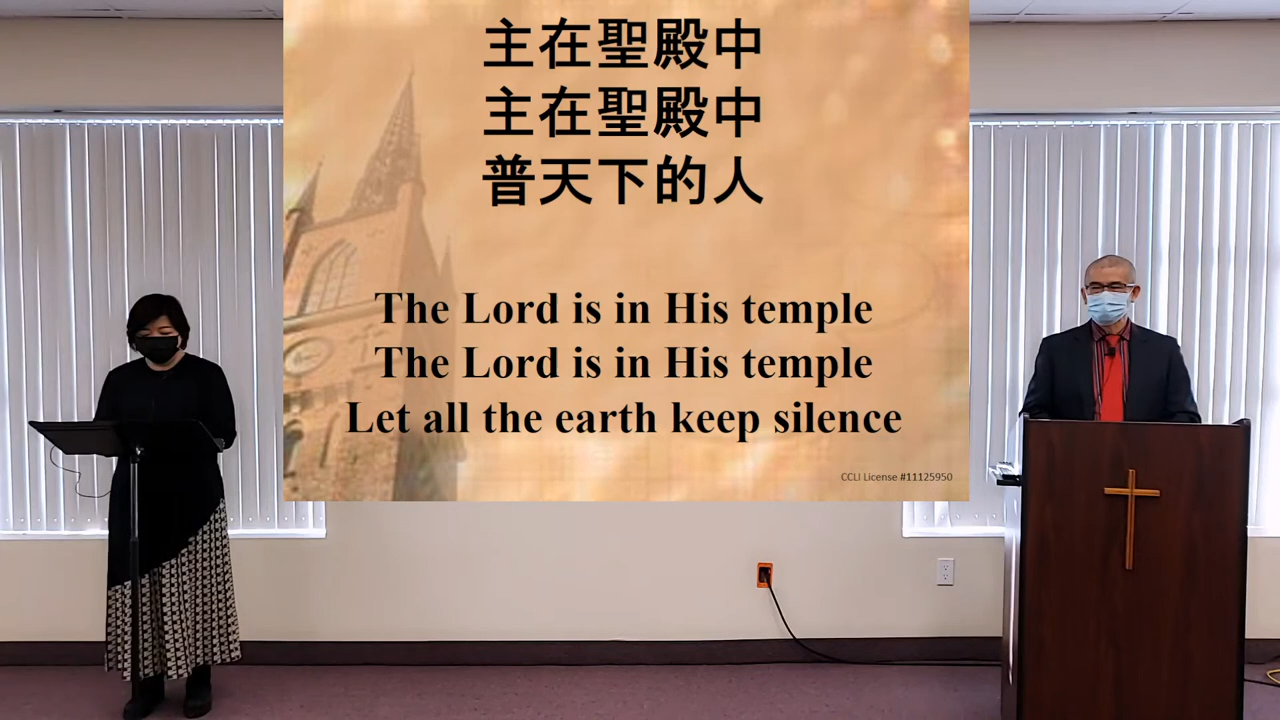 主在聖殿中
主在聖殿中
普天下的人
The Lord is in His temple
The Lord is in His temple
Let all the earth keep silence
CCLI License #11125950